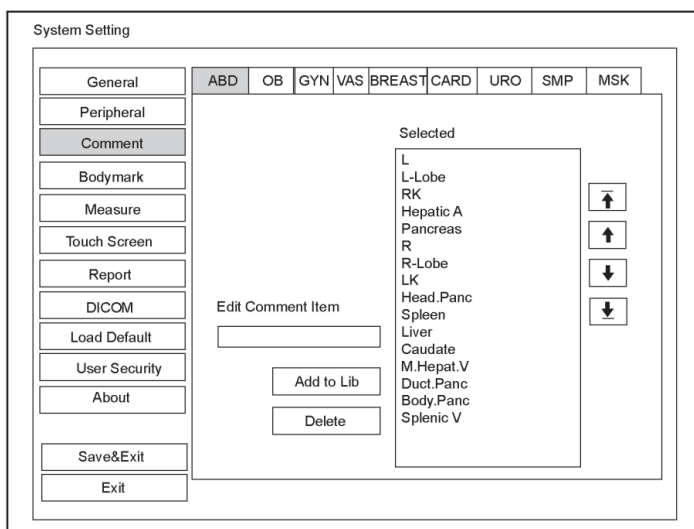 System Setting
General
Peripheral
Comment
Bodymark
Measure
Touch Screen
Report
DICOM
Load Default
User Security
About
Save&Exit
Exit
ABD OB GYN VAS BREAST CARD URO SMP MSK
Selected
L
L-Lobe
RK
Hepatic A
Pancreas
R
R-Lobe
LK
Head.Panc
Spleen
Liver
Caudate
M.Hepat.V
Duct.Panc
Body.Panc
Splenic V
Edit Comment Item
Add to Lib
Delete